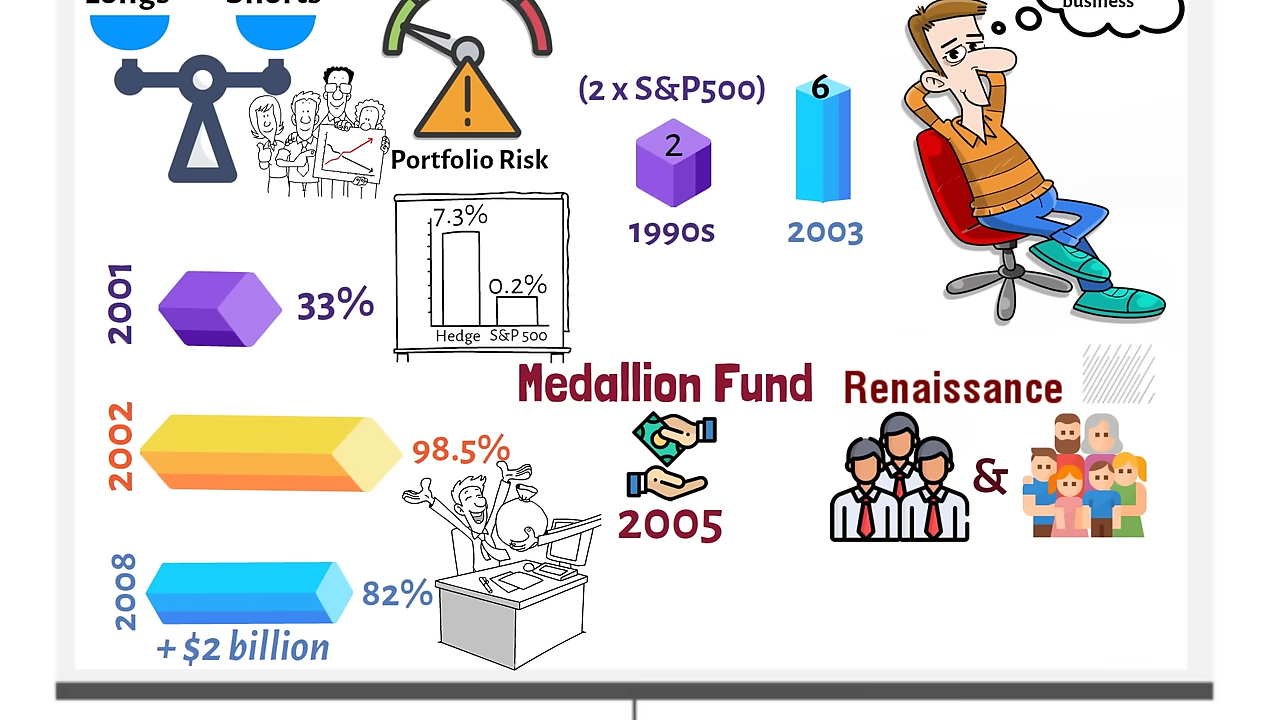 Longs Shorts
business
Portfolio Risk
(2 x S&P500)
2
6
1990s
2003
7.3%
0.2%
Hedge S&P 500
2001
33%
Medallion Fund
Renaissance
2002
98.5%
&
2005
2008
82%
+ $2 billion